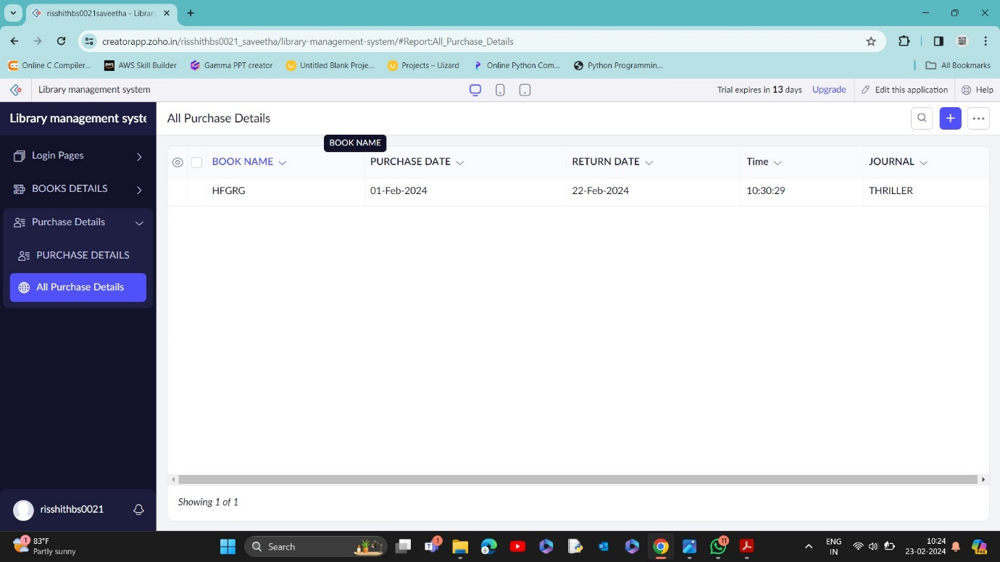 risshithbs0021saveetha - Librar
creatorapp.zoho.in/risshithbs0021_saveetha/library-management-system/#Report:All_Purchase_Details
Online C Compiler... AWS Skill Builder Gamma PPT creator Untitled Blank Proje... Projects – Uizard Online Python Com... Python Programmin... All Bookmarks
Library management system Trial expires in 13 days Upgrade Edit this application Help
Library management syste
All Purchase Details
BOOK NAME
Login Pages
BOOKS DETAILS
Purchase Details
PURCHASE DETAILS
All Purchase Details
BOOK NAME PURCHASE DATE RETURN DATE Time JOURNAL
HFGRG 01-Feb-2024 22-Feb-2024 10:30:29 THRILLER
Showing 1 of 1
risshithbs0021
1 83°F
Partly sunny
Search
1
11
ENG
IN
10:24
23-02-2024
PRE